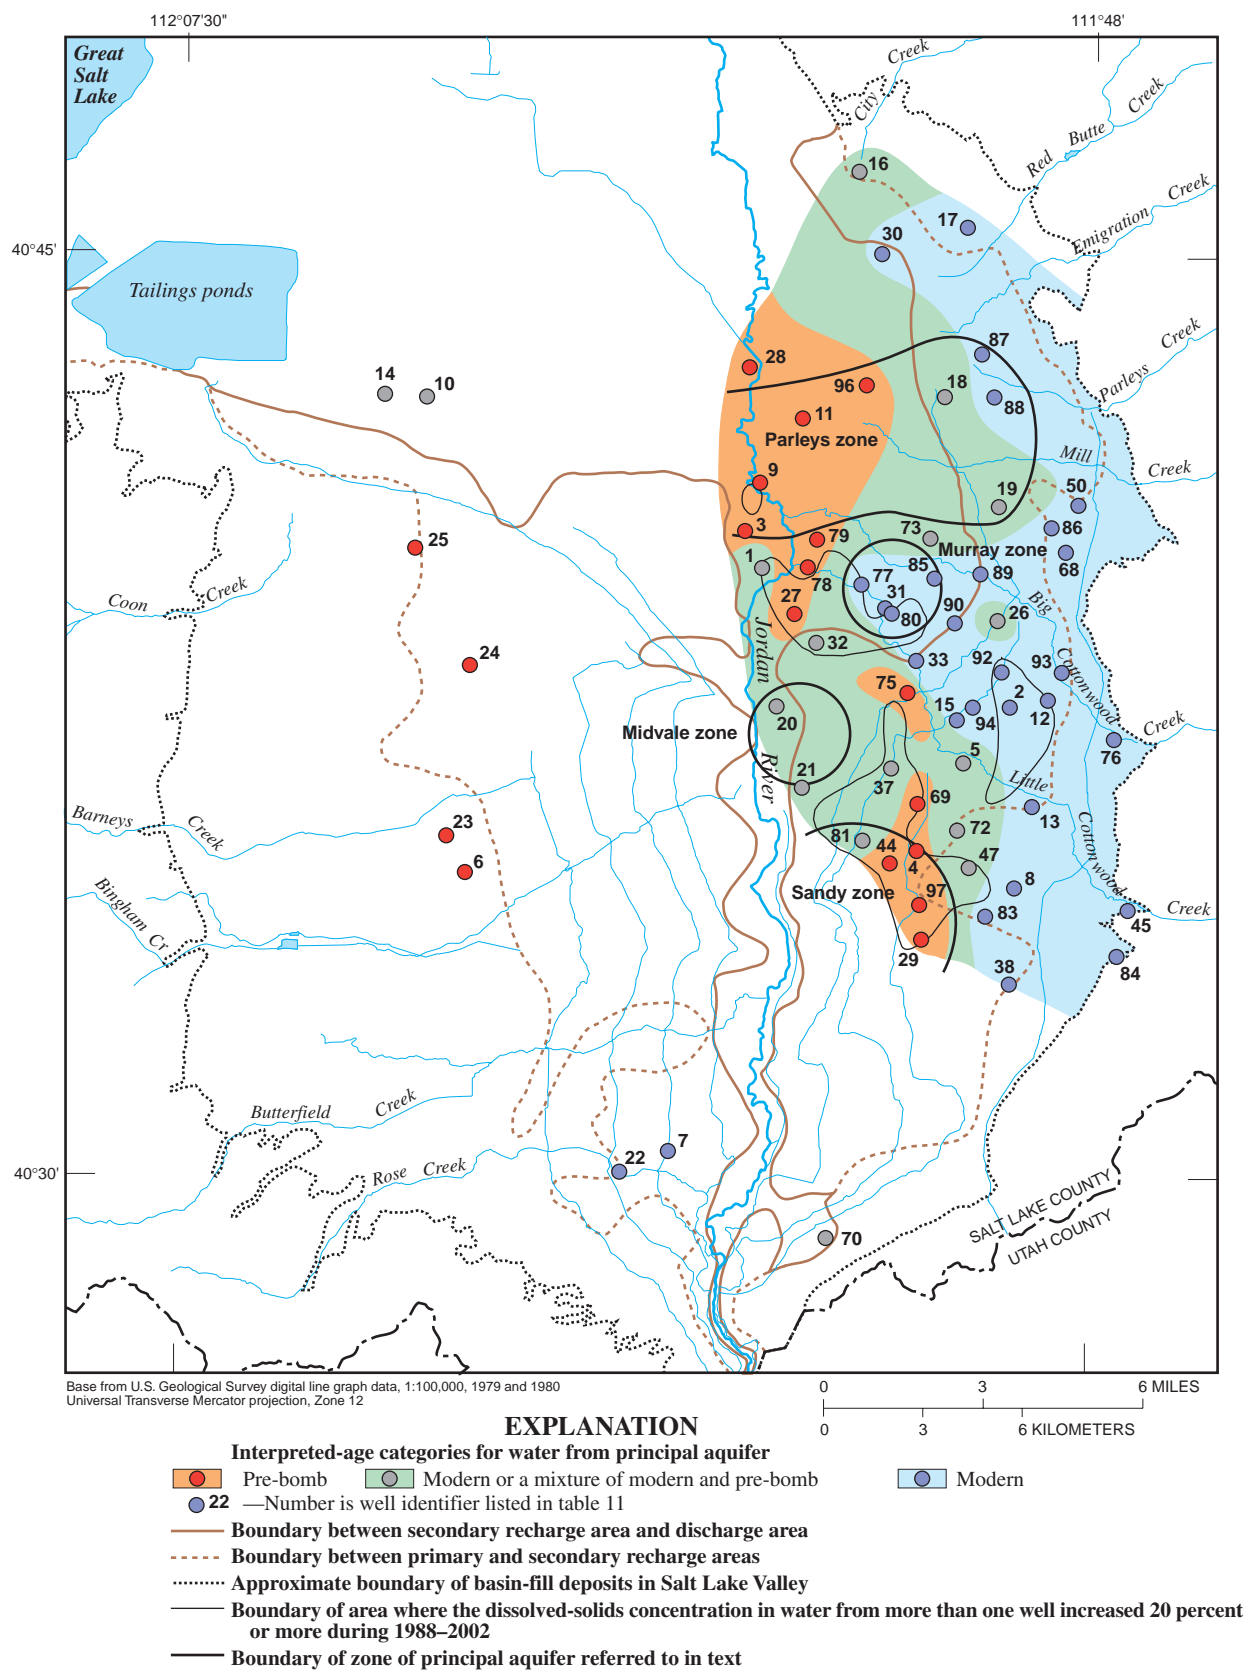 112°07'30"
111°48'
Great
Salt
Lake
City
Creek
Red
Butte
Creek
Emigration
Creek
16
17
30
40°45'
Tailings ponds
Parleys
Creek
87
28
14
10
96
18
88
11
Parleys zone
Mill
Creek
9
19
50
3
79
73
86
25
Murray zone
68
1
78
77
85
89
Coon
Creek
27
31
80
90
Big
26
Jordan
32
24
33
92
93
Cottonwood
75
2
15
94
12
20
Creek
Midvale zone
76
River
21
5
37
Little
69
13
Barneys
Creek
23
81
72
Cottonwood
44
4
47
6
8
Bingham Cr
Sandy zone
97
83
45
Creek
29
38
84
Butterfield
Creek
7
22
40°30'
Rose
Creek
SALT LAKE COUNTY
UTAH COUNTY
70
Base from U.S. Geological Survey digital line graph data, 1:100,000, 1979 and 1980
Universal Transverse Mercator projection, Zone 12
0 3 6 MILES
0 3 6 KILOMETERS
EXPLANATION
Interpreted-age categories for water from principal aquifer
Pre-bomb
Modern or a mixture of modern and pre-bomb
Modern
22 —Number is well identifier listed in table 11
Boundary between secondary recharge area and discharge area
Boundary between primary and secondary recharge areas
Approximate boundary of basin-fill deposits in Salt Lake Valley
Boundary of area where the dissolved-solids concentration in water from more than one well increased 20 percent
or more during 1988–2002
Boundary of zone of principal aquifer referred to in text